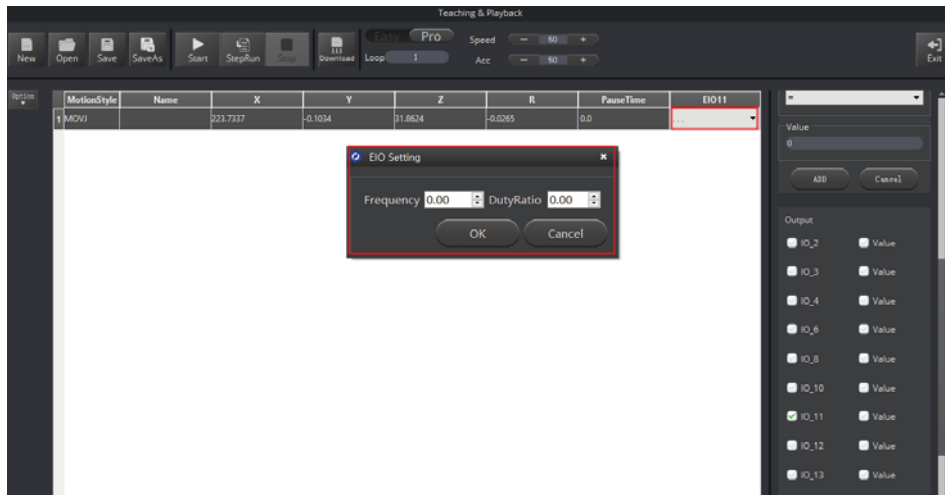 Teaching & Playback
New Open Save SaveAs Start StepRun Stop Download
Easy Pro
Loop 1
Speed - 50 +
Acc - 50 +
Exit
Option
MotionStyle Name X Y Z R PauseTime EIO11
1 MOVJ 223.7337 -0.1034 31.8624 -0.0265 0.0 ...
=
Value
0
ADD Cancel
EIO Setting
Frequency 0.00 DutyRatio 0.00
OK Cancel
Output
IO_2 Value
IO_3 Value
IO_4 Value
IO_6 Value
IO_8 Value
IO_10 Value
IO_11 Value
IO_12 Value
IO_13 Value